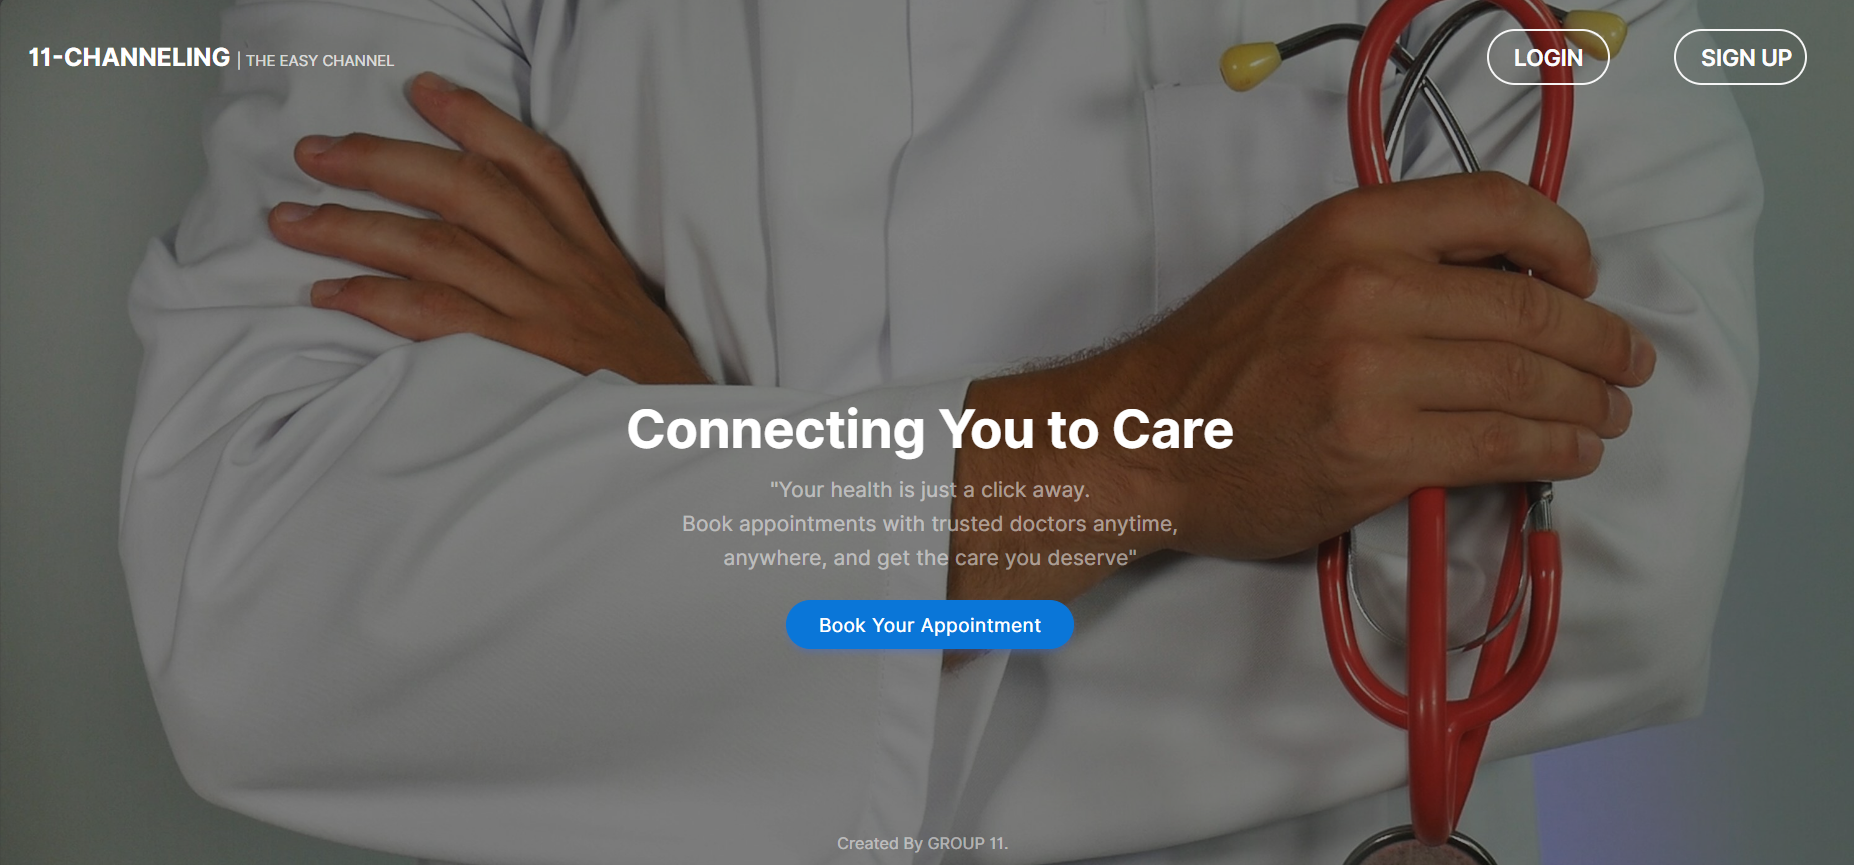 11-CHANNELING | THE EASY CHANNEL
LOGIN
SIGN UP
Connecting You to Care
"Your health is just a click away.
Book appointments with trusted doctors anytime,
anywhere, and get the care you deserve"
Book Your Appointment
Created By GROUP 11.